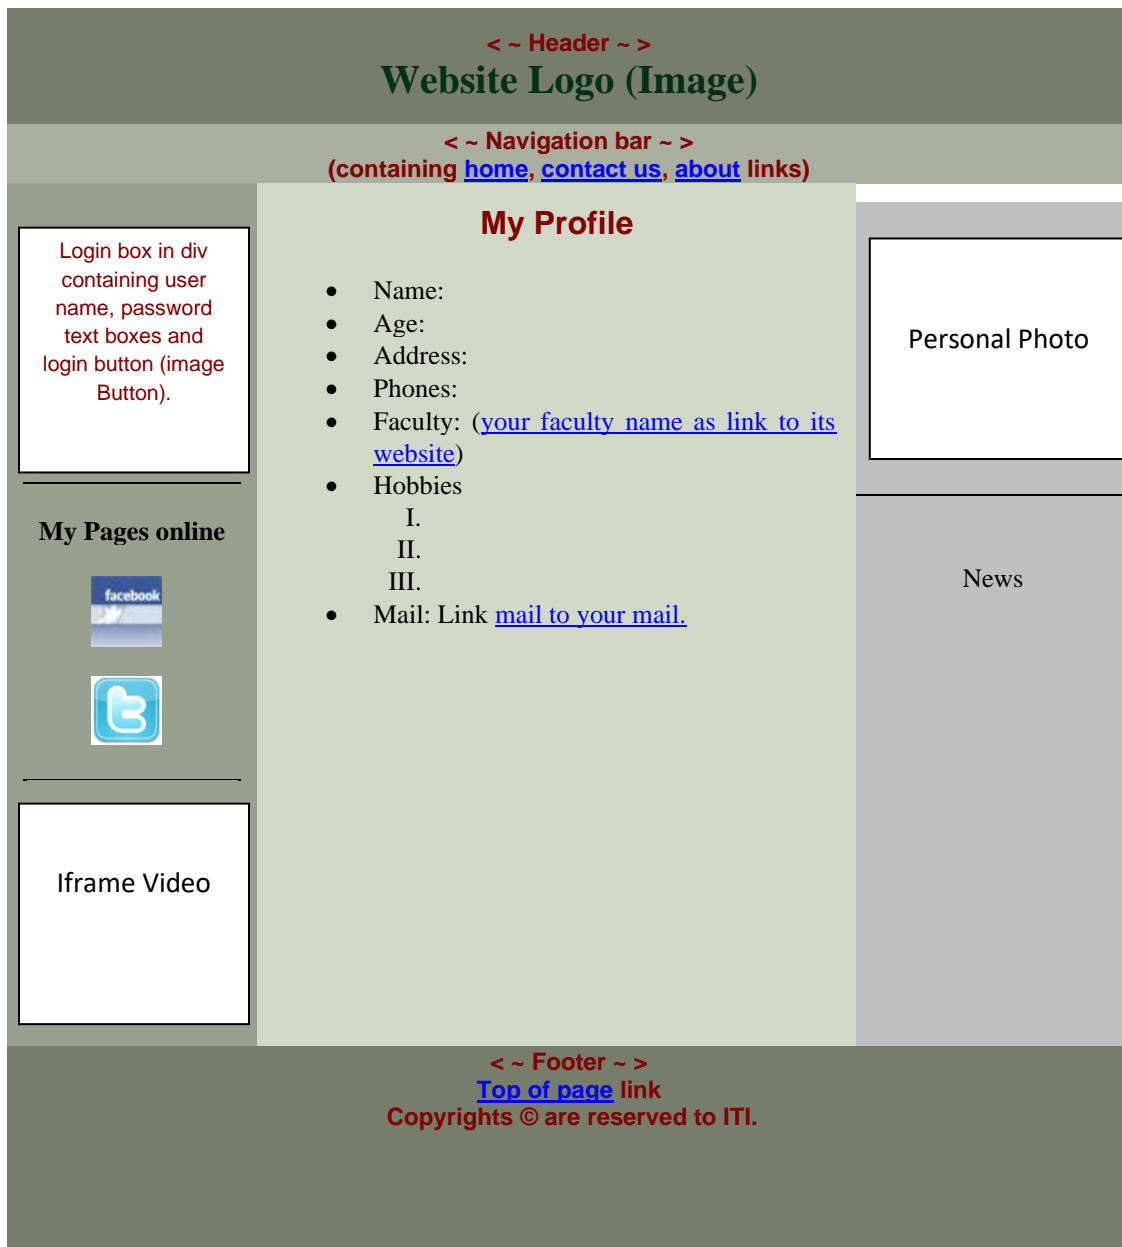 < ~ Header ~ >
Website Logo (Image)
< ~ Navigation bar ~ >
(containing home, contact us, about links)
Login box in div
containing user
name, password
text boxes and
login button (image
Button).
My Pages online
facebook
Iframe Video
My Profile
• Name:
• Age:
• Address:
• Phones:
• Faculty: (your faculty name as link to its
website)
• Hobbies
I.
II.
III.
• Mail: Link mail to your mail.
Personal Photo
News
< ~ Footer ~ >
Top of page link
Copyrights © are reserved to ITI.